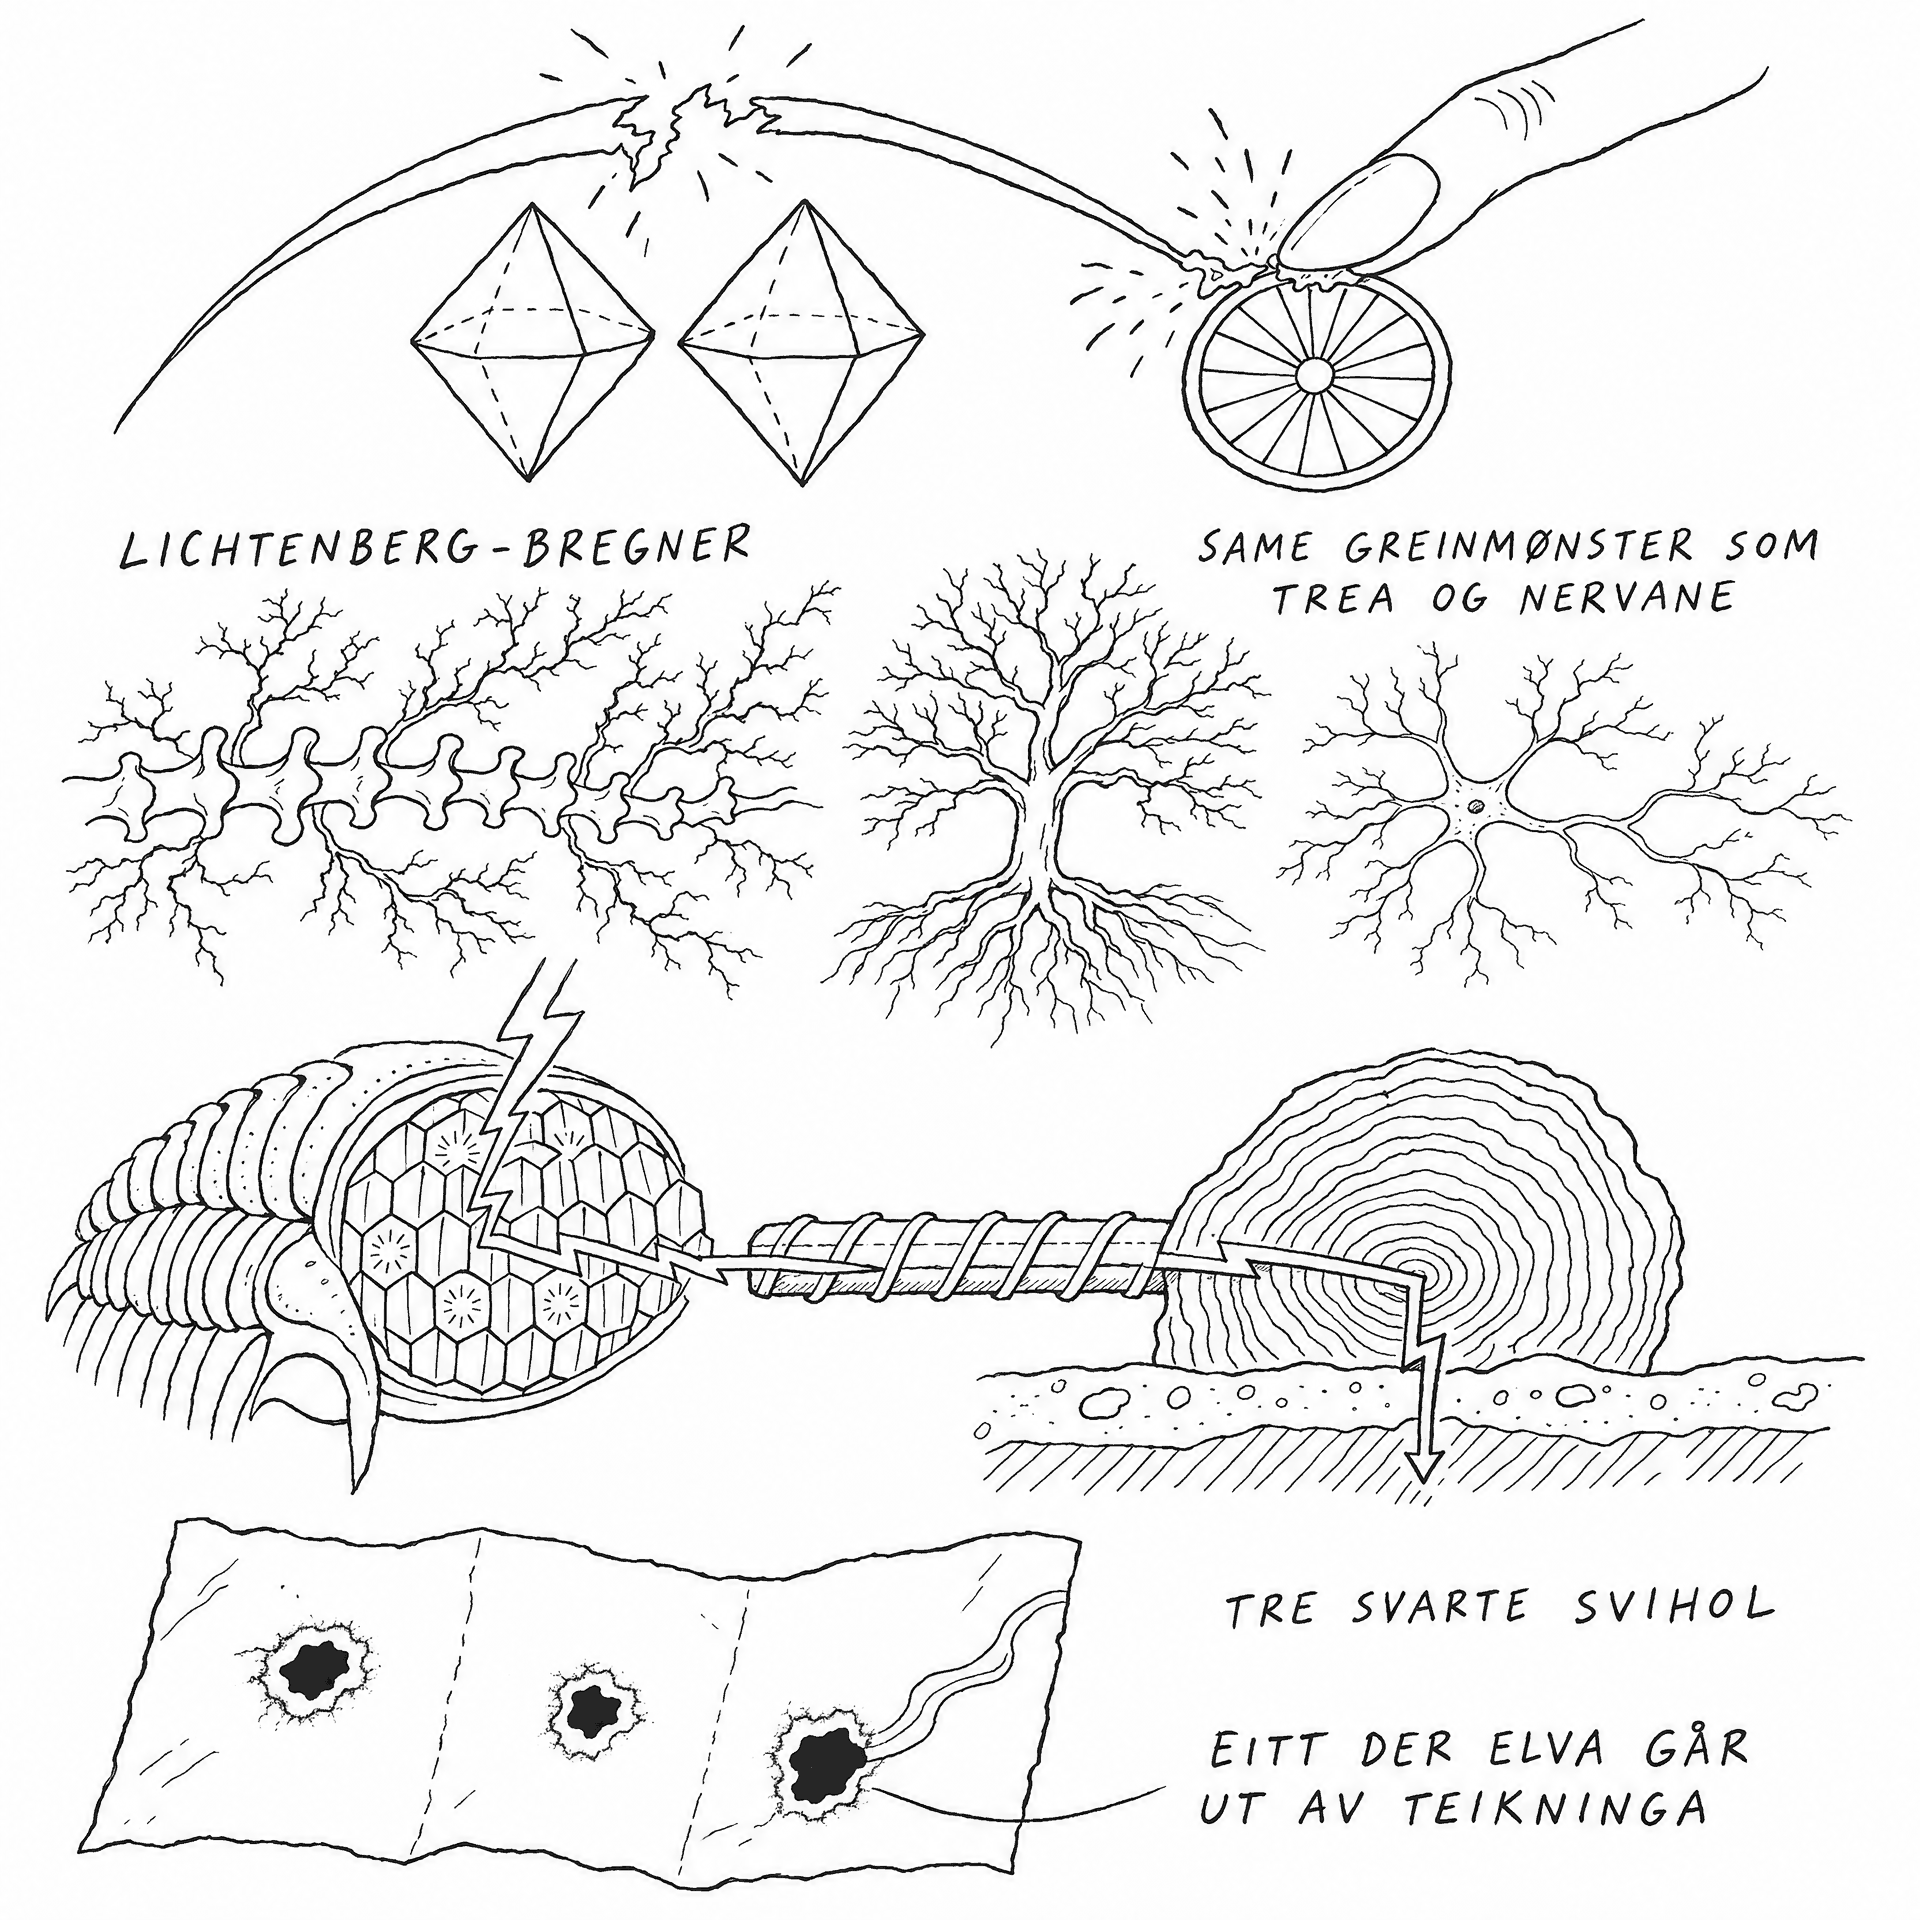 LICHTENBERG-BREGNER
SAME GREINMØNSTER SOM
TREA OG NERVANE
TRE SVARTE SVIHOL
EITT DER ELVA GÅR
UT AV TEIKNINGA